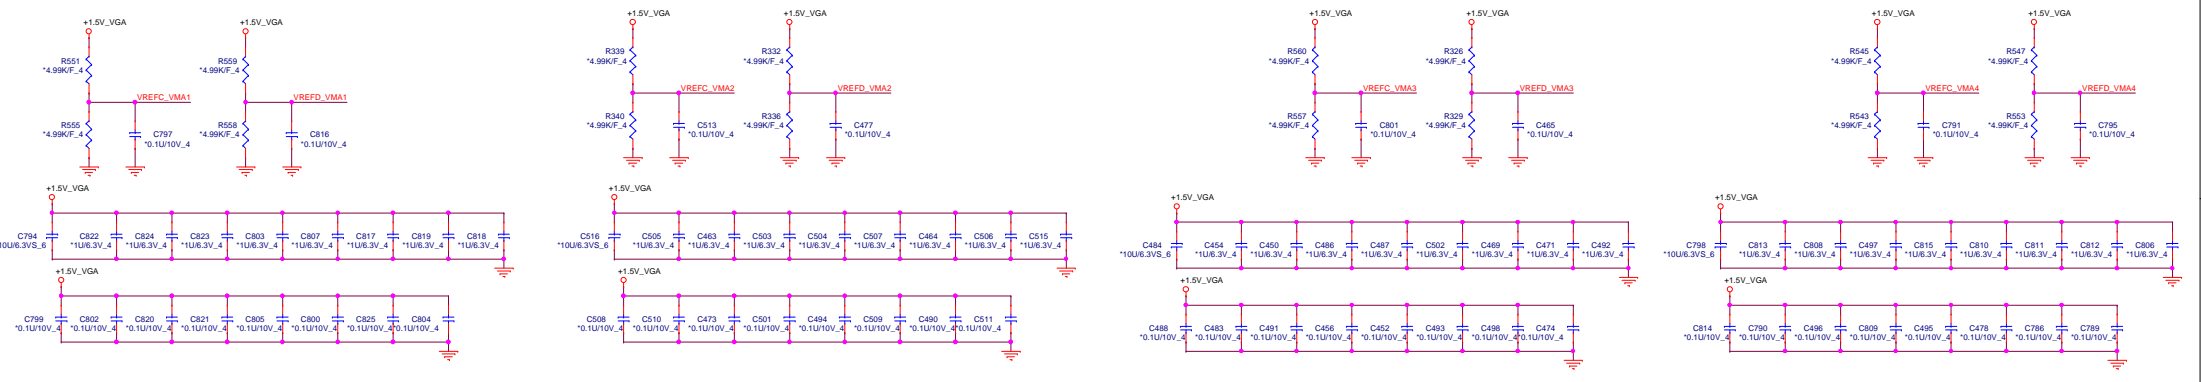 +1.5V_VGA
R551
*4.99K/F_4
VREFC_VMA1
R555
*4.99K/F_4
C797
*0.1U/10V_4
+1.5V_VGA
R559
*4.99K/F_4
VREFD_VMA1
R558
*4.99K/F_4
C816
*0.1U/10V_4
+1.5V_VGA
R339
*4.99K/F_4
VREFC_VMA2
R340
*4.99K/F_4
C513
*0.1U/10V_4
+1.5V_VGA
R332
*4.99K/F_4
VREFD_VMA2
R336
*4.99K/F_4
C477
*0.1U/10V_4
+1.5V_VGA
R560
*4.99K/F_4
VREFC_VMA3
R557
*4.99K/F_4
C801
*0.1U/10V_4
+1.5V_VGA
R326
*4.99K/F_4
VREFD_VMA3
R329
*4.99K/F_4
C465
*0.1U/10V_4
+1.5V_VGA
R545
*4.99K/F_4
VREFC_VMA4
R543
*4.99K/F_4
C791
*0.1U/10V_4
+1.5V_VGA
R547
*4.99K/F_4
VREFD_VMA4
R553
*4.99K/F_4
C795
*0.1U/10V_4
+1.5V_VGA
C794 C822 C824 C823 C803 C807 C817 C819 C818
10U/6.3VS_6 *1U/6.3V_4 *1U/6.3V_4 *1U/6.3V_4 *1U/6.3V_4 *1U/6.3V_4 *1U/6.3V_4 *1U/6.3V_4 *1U/6.3V_4
+1.5V_VGA
C799 C802 C820 C821 C805 C800 C825 C804
*0.1U/10V_4 *0.1U/10V_4 *0.1U/10V_4 *0.1U/10V_4 *0.1U/10V_4 *0.1U/10V_4 *0.1U/10V_4 *0.1U/10V_4
+1.5V_VGA
C516 C505 C463 C503 C504 C507 C464 C506 C515
*10U/6.3VS_6 *1U/6.3V_4 *1U/6.3V_4 *1U/6.3V_4 *1U/6.3V_4 *1U/6.3V_4 *1U/6.3V_4 *1U/6.3V_4 *1U/6.3V_4
+1.5V_VGA
C508 C510 C473 C501 C494 C509 C490 C511
*0.1U/10V_4 *0.1U/10V_4 *0.1U/10V_4 *0.1U/10V_4 *0.1U/10V_4 *0.1U/10V_4 *0.1U/10V_4 *0.1U/10V_4
+1.5V_VGA
C484 C454 C450 C486 C487 C502 C469 C471 C492
*10U/6.3VS_6 *1U/6.3V_4 *1U/6.3V_4 *1U/6.3V_4 *1U/6.3V_4 *1U/6.3V_4 *1U/6.3V_4 *1U/6.3V_4 *1U/6.3V_4
+1.5V_VGA
C488 C483 C491 C456 C452 C493 C498 C474
*0.1U/10V_4 *0.1U/10V_4 *0.1U/10V_4 *0.1U/10V_4 *0.1U/10V_4 *0.1U/10V_4 *0.1U/10V_4 *0.1U/10V_4
+1.5V_VGA
C798 C813 C808 C497 C815 C810 C811 C812 C806
*10U/6.3VS_6 *1U/6.3V_4 *1U/6.3V_4 *1U/6.3V_4 *1U/6.3V_4 *1U/6.3V_4 *1U/6.3V_4 *1U/6.3V_4 *1U/6.3V_4
+1.5V_VGA
C814 C790 C496 C809 C495 C478 C786 C789
*0.1U/10V_4 *0.1U/10V_4 *0.1U/10V_4 *0.1U/10V_4 *0.1U/10V_4 *0.1U/10V_4 *0.1U/10V_4 *0.1U/10V_4